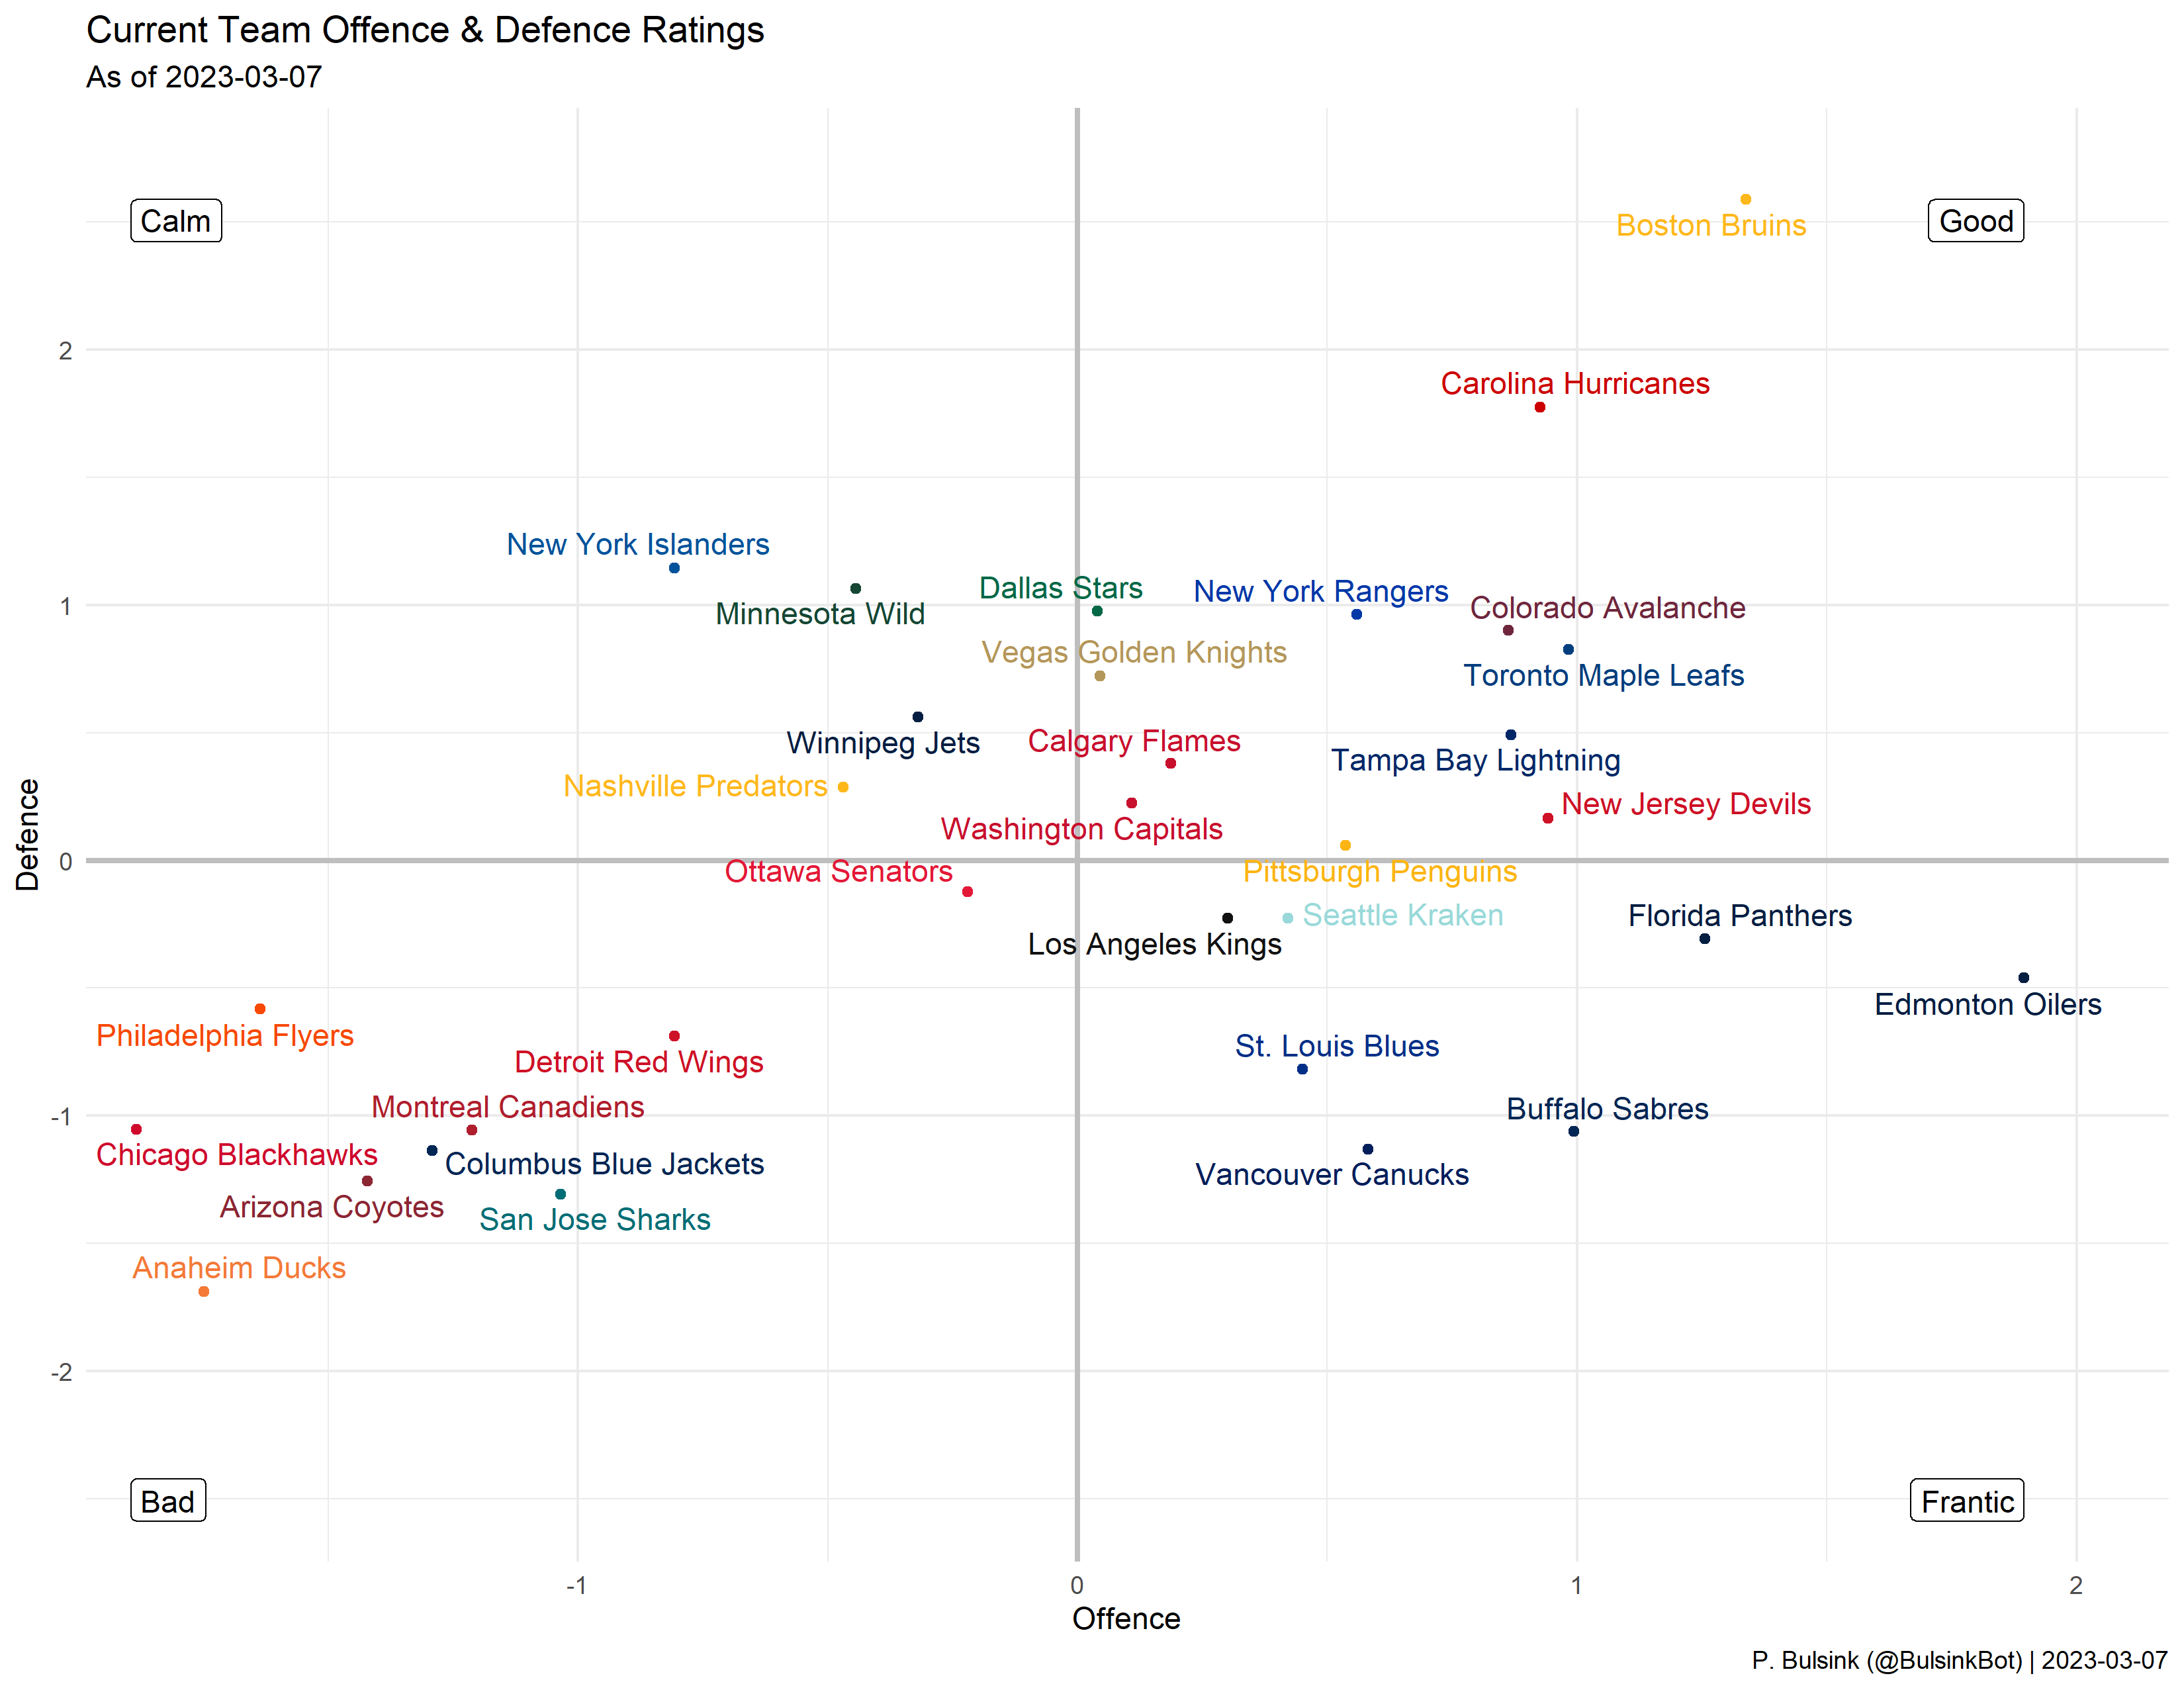 Current Team Offence & Defence Ratings
As of 2023-03-07
Calm
Good
Boston Bruins
2
Carolina Hurricanes
New York Islanders
Dallas Stars
New York Rangers
1
Minnesota Wild
Colorado Avalanche
Vegas Golden Knights
Toronto Maple Leafs
Winnipeg Jets
Calgary Flames
Tampa Bay Lightning
Nashville Predators
New Jersey Devils
Washington Capitals
Defence
0
Ottawa Senators
Pittsburgh Penguins
Seattle Kraken
Florida Panthers
Los Angeles Kings
Edmonton Oilers
Philadelphia Flyers
St. Louis Blues
Detroit Red Wings
Montreal Canadiens
Buffalo Sabres
-1
Chicago Blackhawks
Columbus Blue Jackets
Vancouver Canucks
Arizona Coyotes
San Jose Sharks
Anaheim Ducks
-2
Bad
Frantic
-1
0
1
2
Offence
P. Bulsink (@BulsinkBot) | 2023-03-07